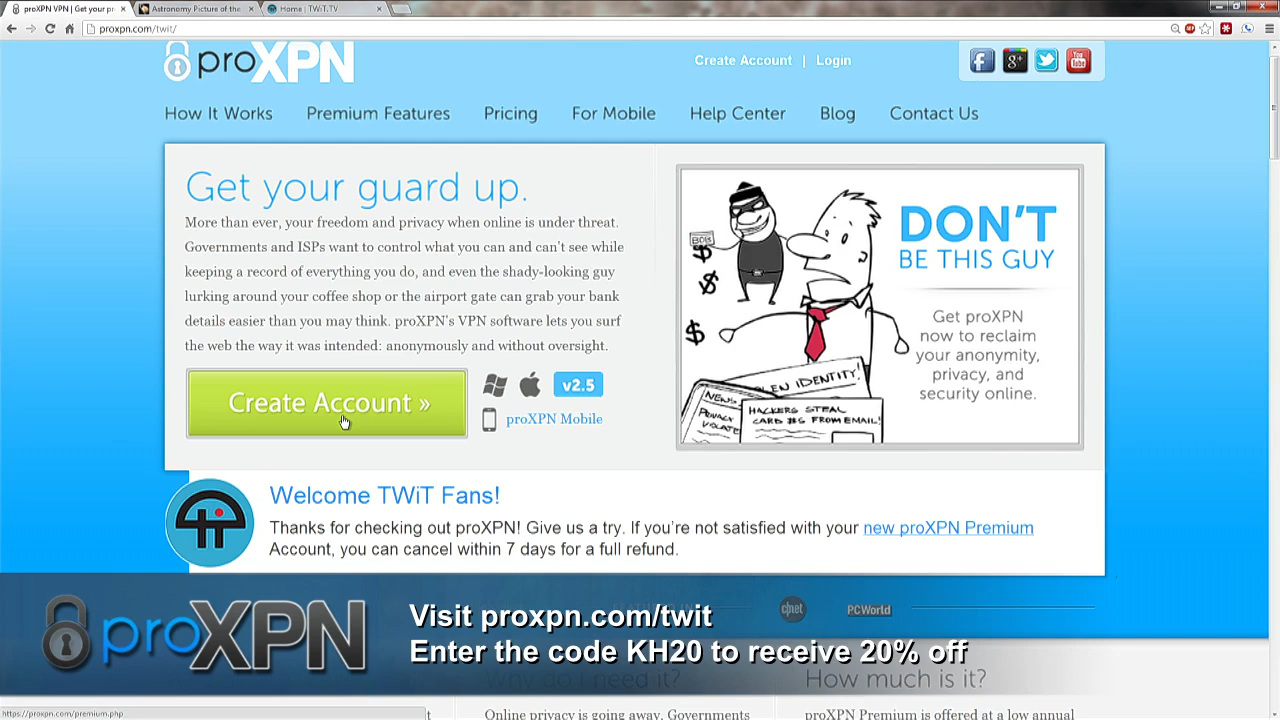 proXPN VPN | Get your pr
Astronomy Picture of the
Home | TWiT.TV
proxpn.com/twit/
proXPN
Create Account | Login
You
Tube
How It Works
Premium Features
Pricing
For Mobile
Help Center
Blog
Contact Us
Get your guard up.
More than ever, your freedom and privacy when online is under threat.
Governments and ISPs want to control what you can and can't see while
keeping a record of everything you do, and even the shady-looking guy
lurking around your coffee shop or the airport gate can grab your bank
details easier than you may think. proXPN's VPN software lets you surf
the web the way it was intended: anonymously and without oversight.
Create Account »
v2.5
proXPN Mobile
DON'T
BE THIS GUY
Get proXPN
now to reclaim
your anonymity,
privacy, and
security online.
OLEN IDENTITY!
NEWS
PRIVACY
VIOLATE
HACKERS STEAL
CARD #S FROM EMAIL!
Welcome TWiT Fans!
Thanks for checking out proXPN! Give us a try. If you're not satisfied with your new proXPN Premium
Account, you can cancel within 7 days for a full refund.
c|net
PCWorld
proXPN
Visit proxpn.com/twit
Enter the code KH20 to receive 20% off
Why do I need it?
How much is it?
https://proxpn.com/premium.php
Online privacy is going away. Governments
proXPN Premium is offered at a low annual